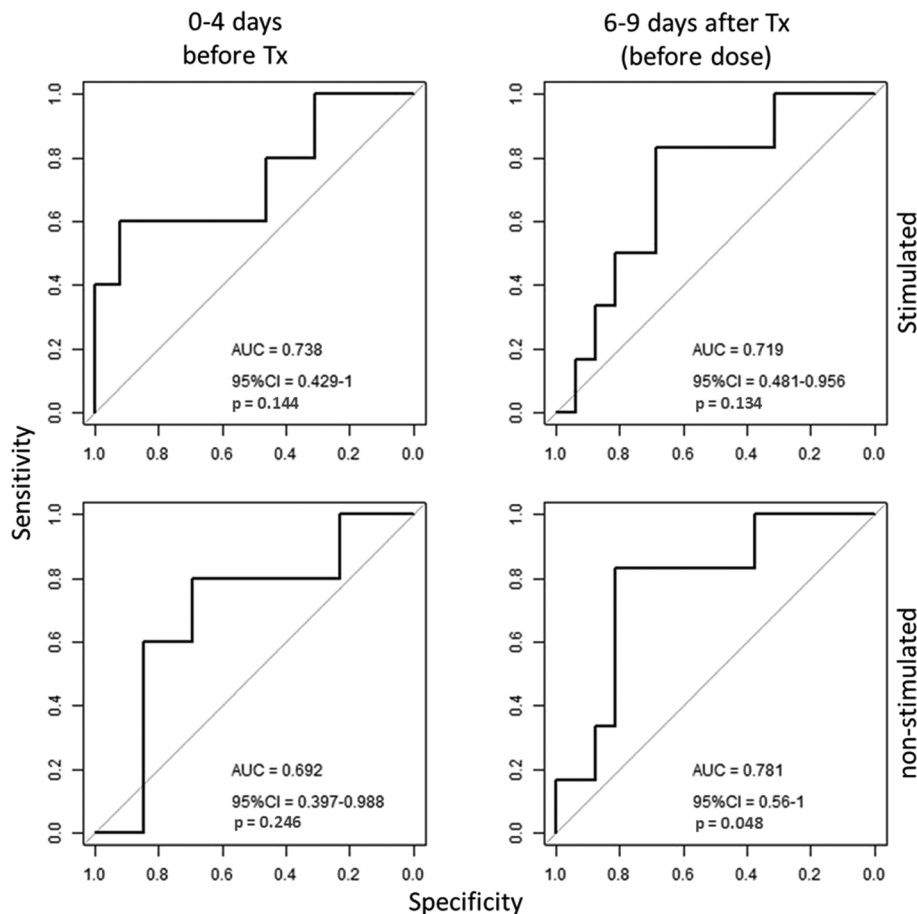 0-4 days
before Tx
6-9 days after Tx
(before dose)
1.0
0.8
0.6
0.4
0.2
0.0
AUC = 0.738
95%CI = 0.429-1
p = 0.144
1.0 0.8 0.6 0.4 0.2 0.0
1.0
0.8
0.6
0.4
0.2
0.0
AUC = 0.719
95%CI = 0.481-0.956
p = 0.134
1.0 0.8 0.6 0.4 0.2 0.0
Stimulated
Sensitivity
1.0
0.8
0.6
0.4
0.2
0.0
AUC = 0.692
95%CI = 0.397-0.988
p = 0.246
1.0 0.8 0.6 0.4 0.2 0.0
1.0
0.8
0.6
0.4
0.2
0.0
AUC = 0.781
95%CI = 0.56-1
p = 0.048
1.0 0.8 0.6 0.4 0.2 0.0
non-stimulated
Specificity